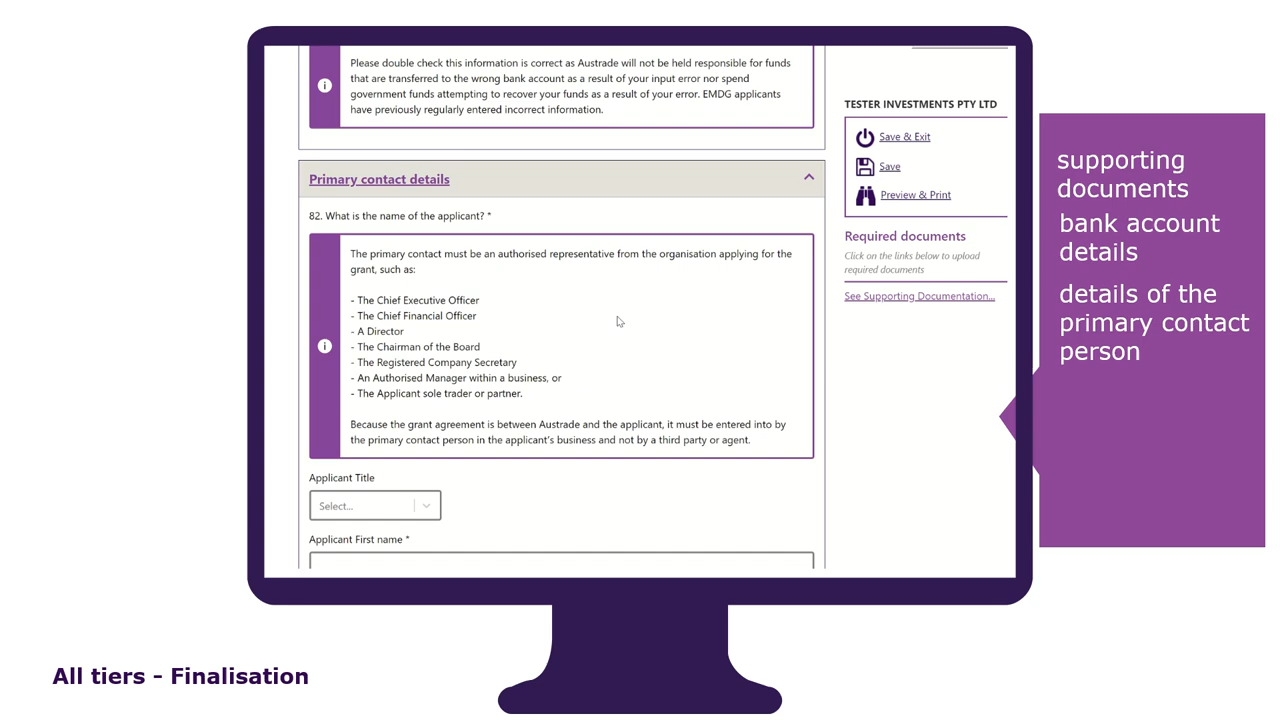 Please double check this information is correct as Austrade will not be held responsible for funds
that are transferred to the wrong bank account as a result of your input error nor spend
government funds attempting to recover your funds as a result of your error. EMDG applicants
have previously regularly entered incorrect information.
Primary contact details
82. What is the name of the applicant? *
The primary contact must be an authorised representative from the organisation applying for the
grant, such as:
- The Chief Executive Officer
- The Chief Financial Officer
- A Director
- The Chairman of the Board
- The Registered Company Secretary
- An Authorised Manager within a business, or
- The Applicant sole trader or partner.
Because the grant agreement is between Austrade and the applicant, it must be entered into by
the primary contact person in the applicant's business and not by a third party or agent.
Applicant Title
Select...
Applicant First name *
TESTER INVESTMENTS PTY LTD
Save & Exit
Save
Preview & Print
Required documents
Click on the links below to upload
required documents
See Supporting Documentation...
supporting
documents
bank account
details
details of the
primary contact
person
All tiers – Finalisation